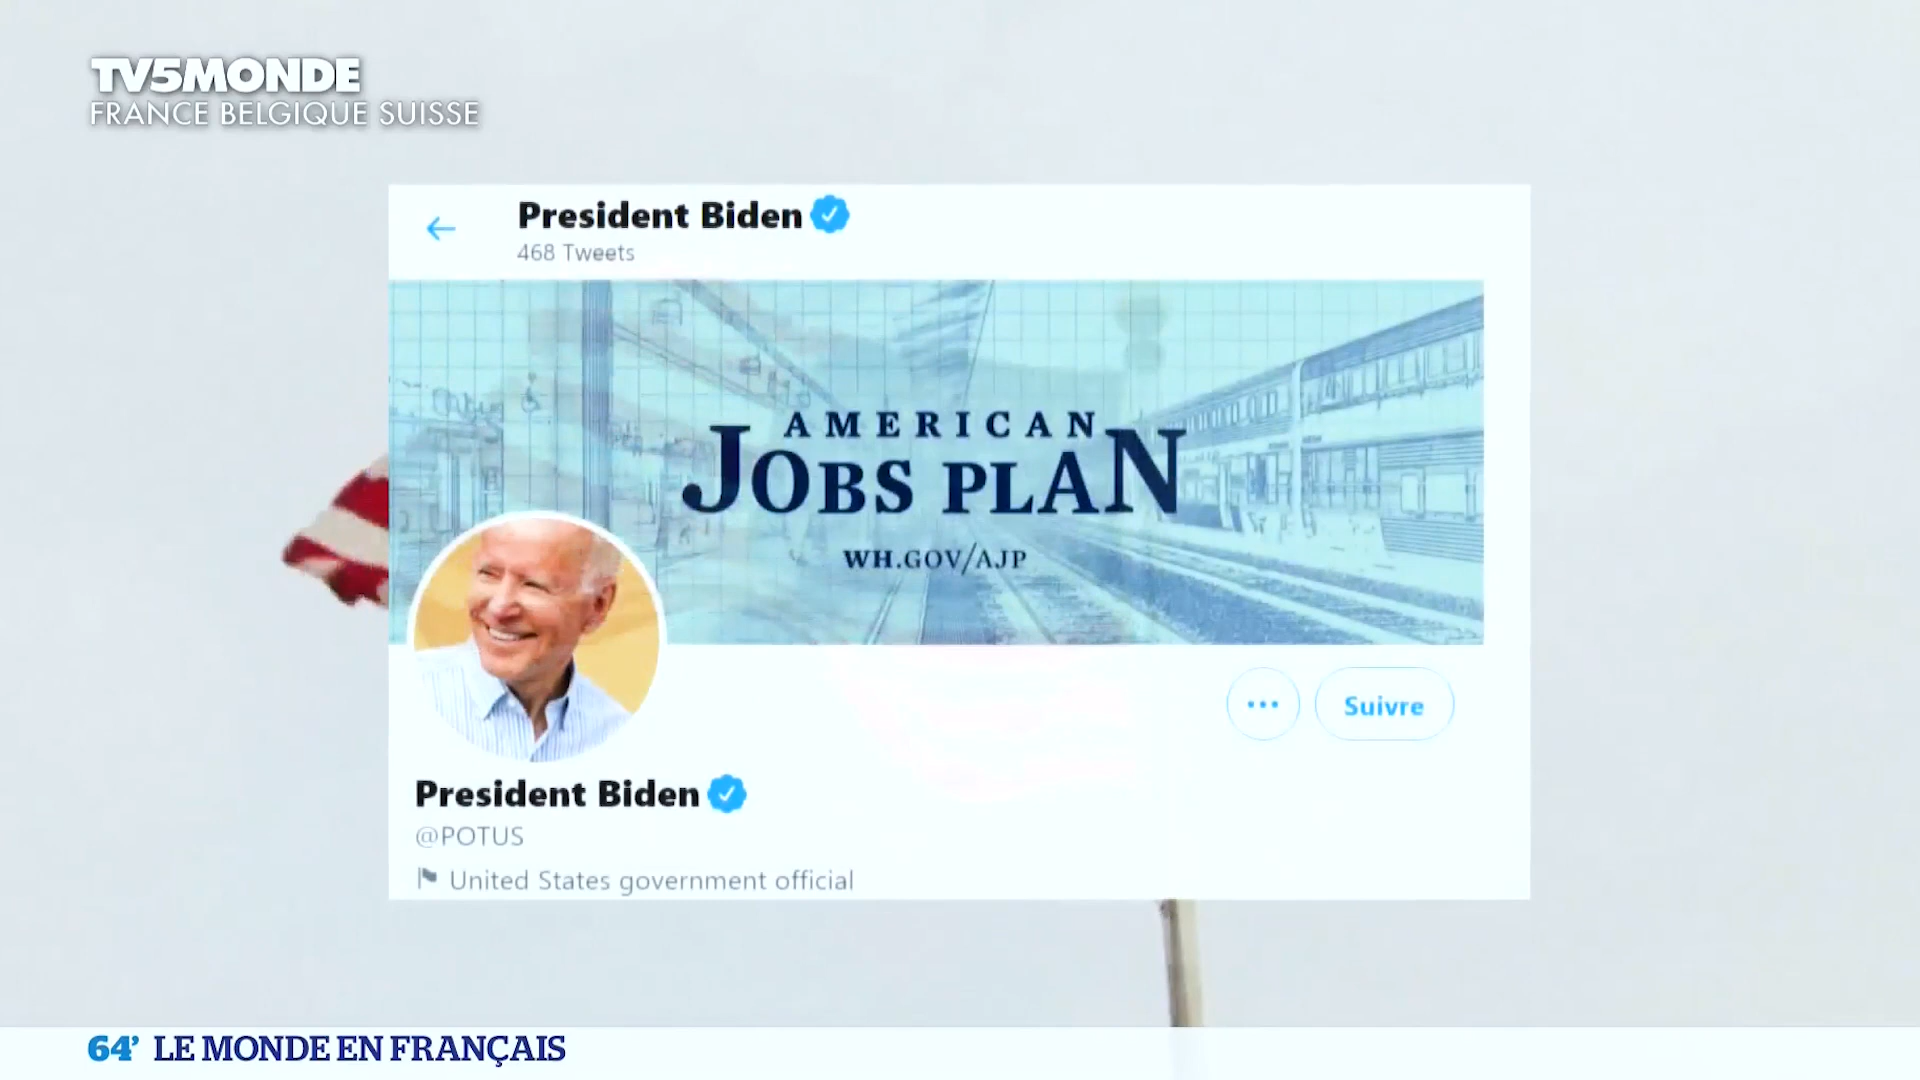 TV5MONDE
FRANCE BELGIQUE SUISSE
President Biden
468 Tweets
AMERICAN
JOBS PLAN
WH.GOV/AJP
Suivre
President Biden
@POTUS
United States government official
64' LE MONDE EN FRANÇAIS